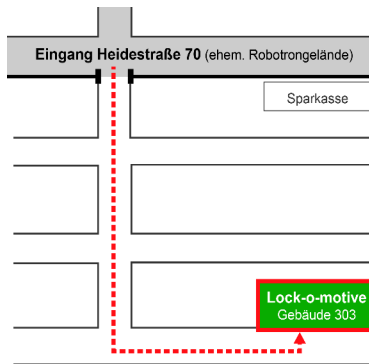 Eingang Heidestraße 70 (ehem. Robotrongelände)
Sparkasse
Lock-o-motive
Gebäude 303